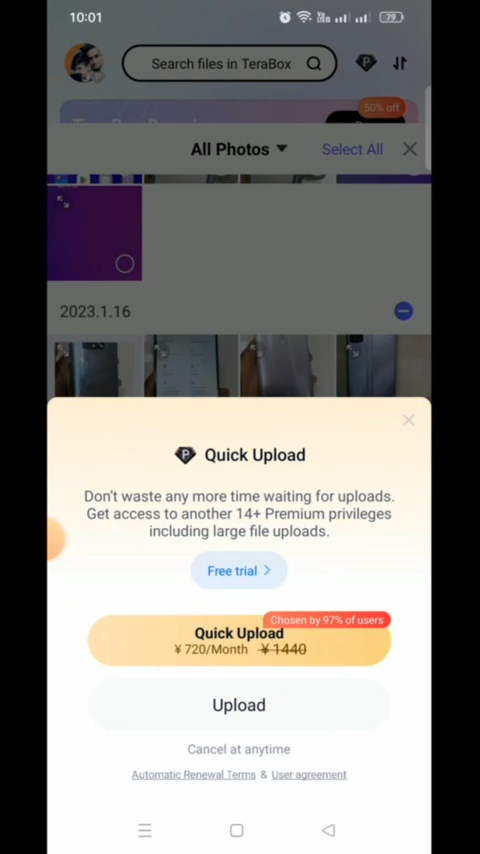 10:01
79
Search files in TeraBox
50% off
All Photos
Select All
2023.1.16
Quick Upload
Don't waste any more time waiting for uploads.
Get access to another 14+ Premium privileges
including large file uploads.
Free trial
Chosen by 97% of users
Quick Upload
¥ 720/Month ¥ 1440
Upload
Cancel at anytime
Automatic Renewal Terms & User agreement